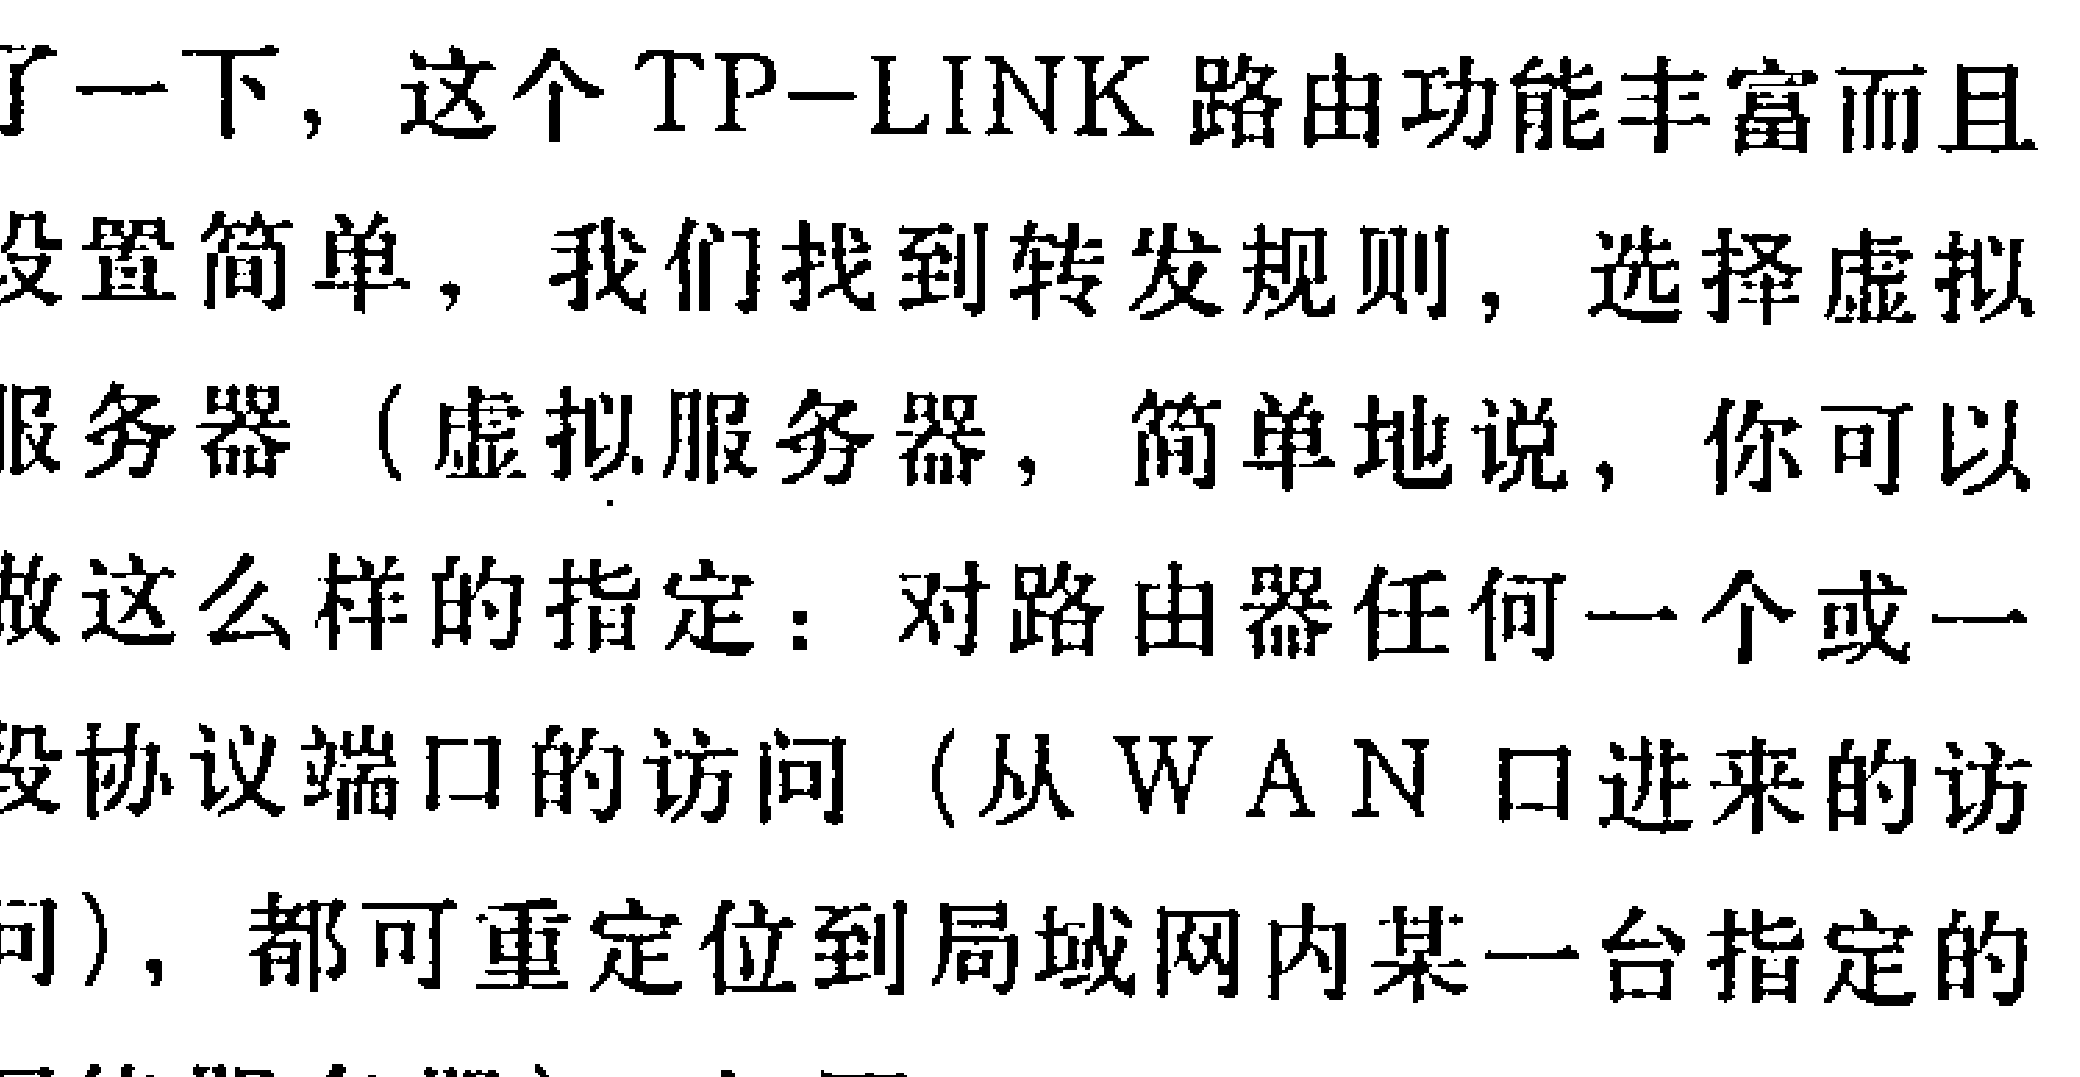 了一下，这个TP-LINK路由功能丰富而且
设置简单，我们找到转发规则，选择虚拟
服务器（虚拟服务器，简单地说，你可以
做这么样的指定：对路由器任何一个或一
段协议端口的访问（从WAN口进来的访
问），都可重定位到局域网内某一台指定的